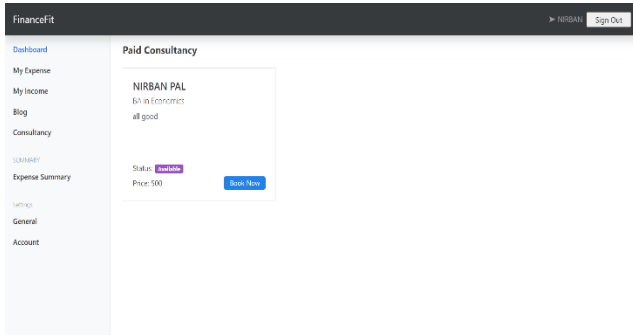 FinanceFit
➤ NIRBAN Sign Out
Dashboard
My Expense
My Income
Blog
Consultancy
SUMMARY
Expense Summary
Settings
General
Account
Paid Consultancy
NIRBAN PAL
BA in Economics
all good
Status: Available
Price: 500
Book Now